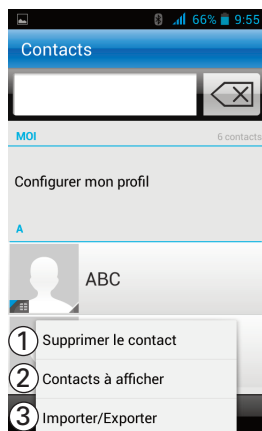 66% 9:55
Contacts
MOI 6 contacts
Configurer mon profil
A
ABC
1 Supprimer le contact
2 Contacts à afficher
3 Importer/Exporter